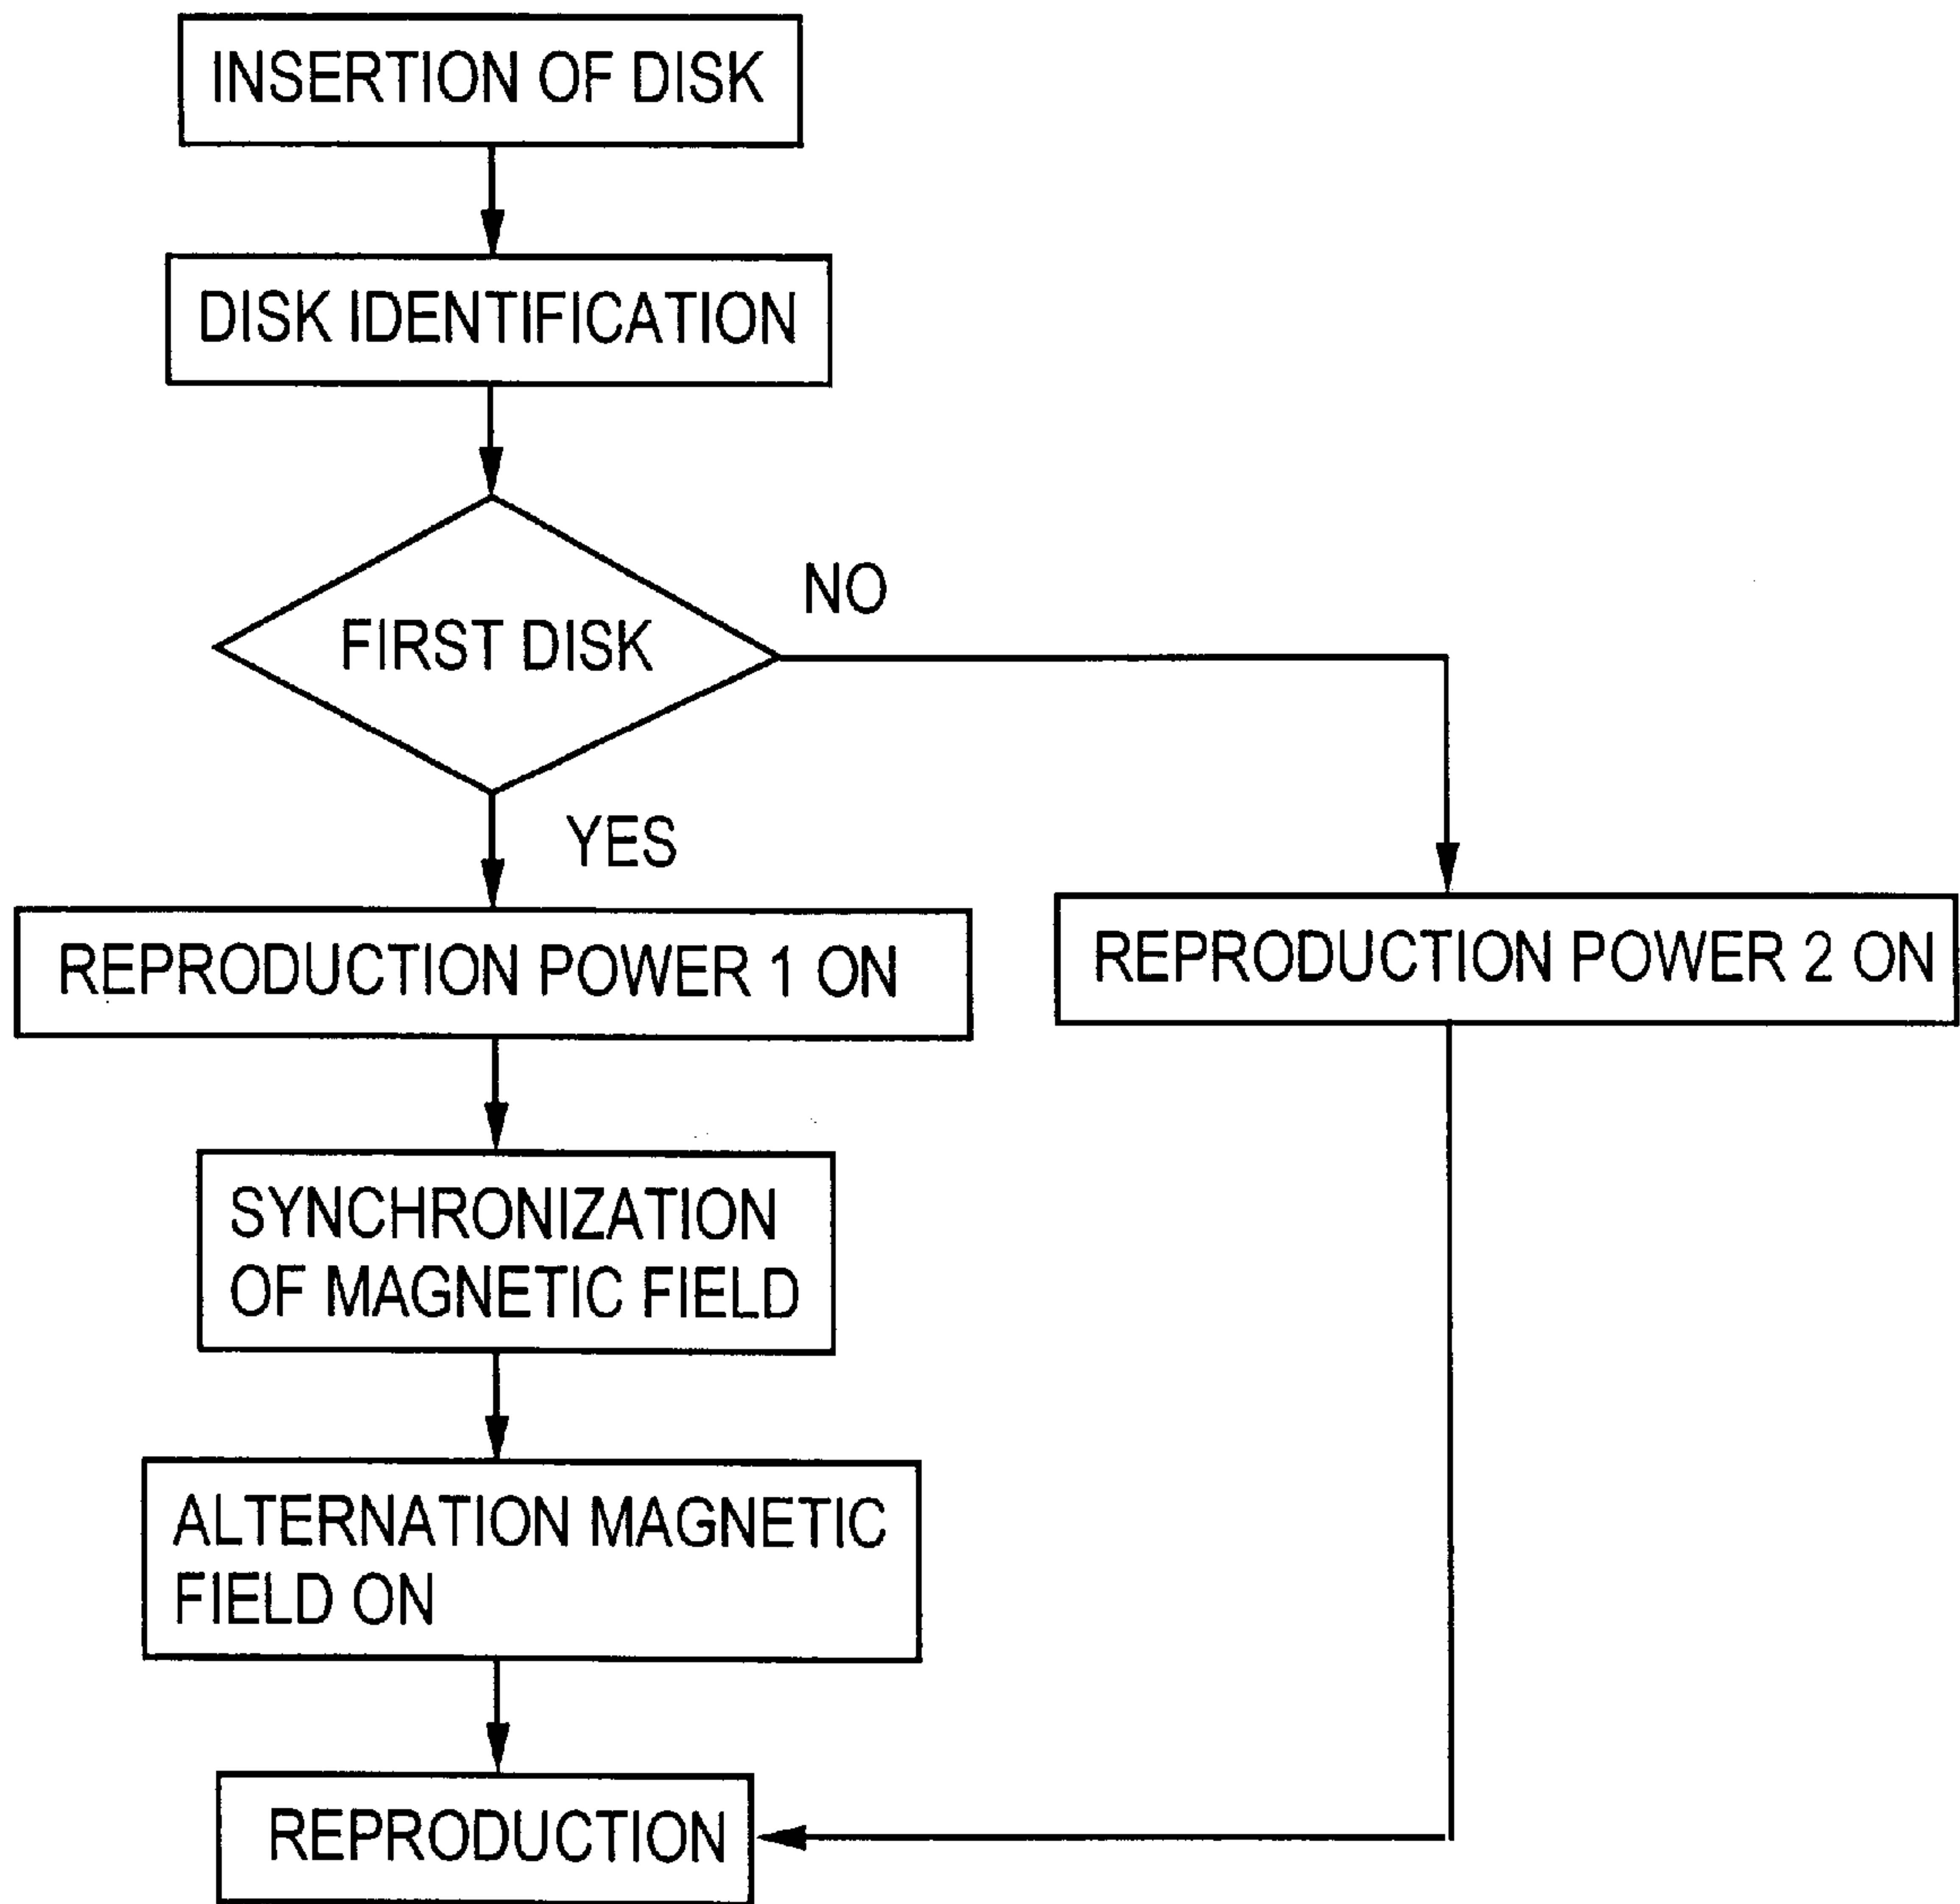 INSERTION OF DISK
DISK IDENTIFICATION
FIRST DISK
NO
YES
REPRODUCTION POWER 1 ON
REPRODUCTION POWER 2 ON
SYNCHRONIZATION
OF MAGNETIC FIELD
ALTERNATION MAGNETIC
FIELD ON
REPRODUCTION